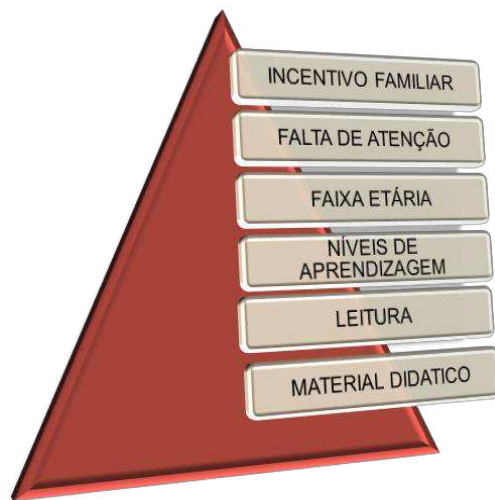 INCENTIVO FAMILIAR
FALTA DE ATENÇÃO
FAIXA ETÁRIA
NÍVEIS DE
APRENDIZAGEM
LEITURA
MATERIAL DIDATICO